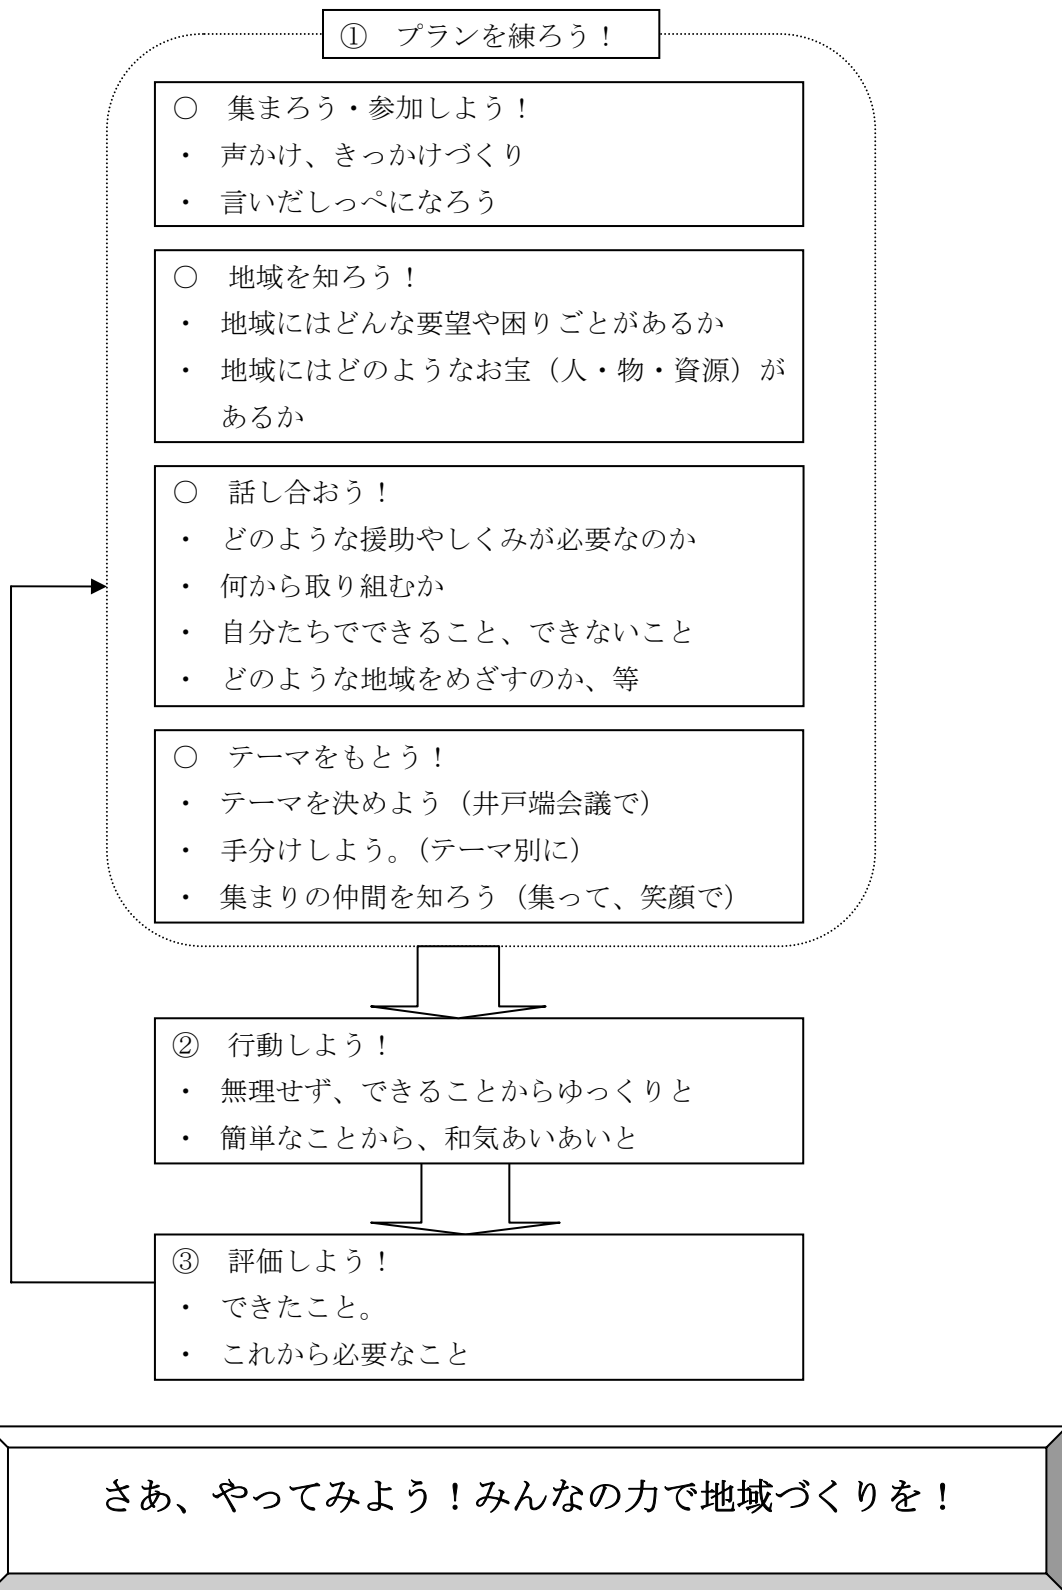 ① プランを練ろう！
○ 集まろう・参加しよう！
・ 声かけ、きっかけづくり
・ 言いだしっぺになろう
○ 地域を知ろう！
・ 地域にはどんな要望や困りごとがあるか
・ 地域にはどのようなお宝（人・物・資源）が
あるか
○ 話し合おう！
・ どのような援助やしくみが必要なのか
・ 何から取り組むか
・ 自分たちでできること、できないこと
・ どのような地域をめざすのか、等
○ テーマをもとう！
・ テーマを決めよう（井戸端会議で）
・ 手分けしよう。（テーマ別に）
・ 集まりの仲間を知ろう（集って、笑顔で）
② 行動しよう！
・ 無理せず、できることからゆっくりと
・ 簡単なことから、和気あいあいと
③ 評価しよう！
・ できたこと。
・ これから必要なこと
さあ、やってみよう！みんなの力で地域づくりを！